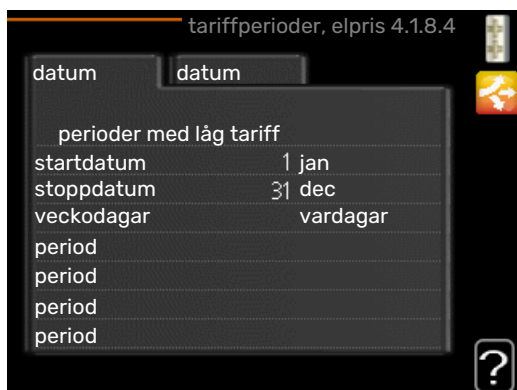 tariffperioder, elpris 4.1.8.4
datum datum
perioder med låg tariff
startdatum 1 jan
stoppdatum 31 dec
veckodagar vardagar
period
period
period
period
?